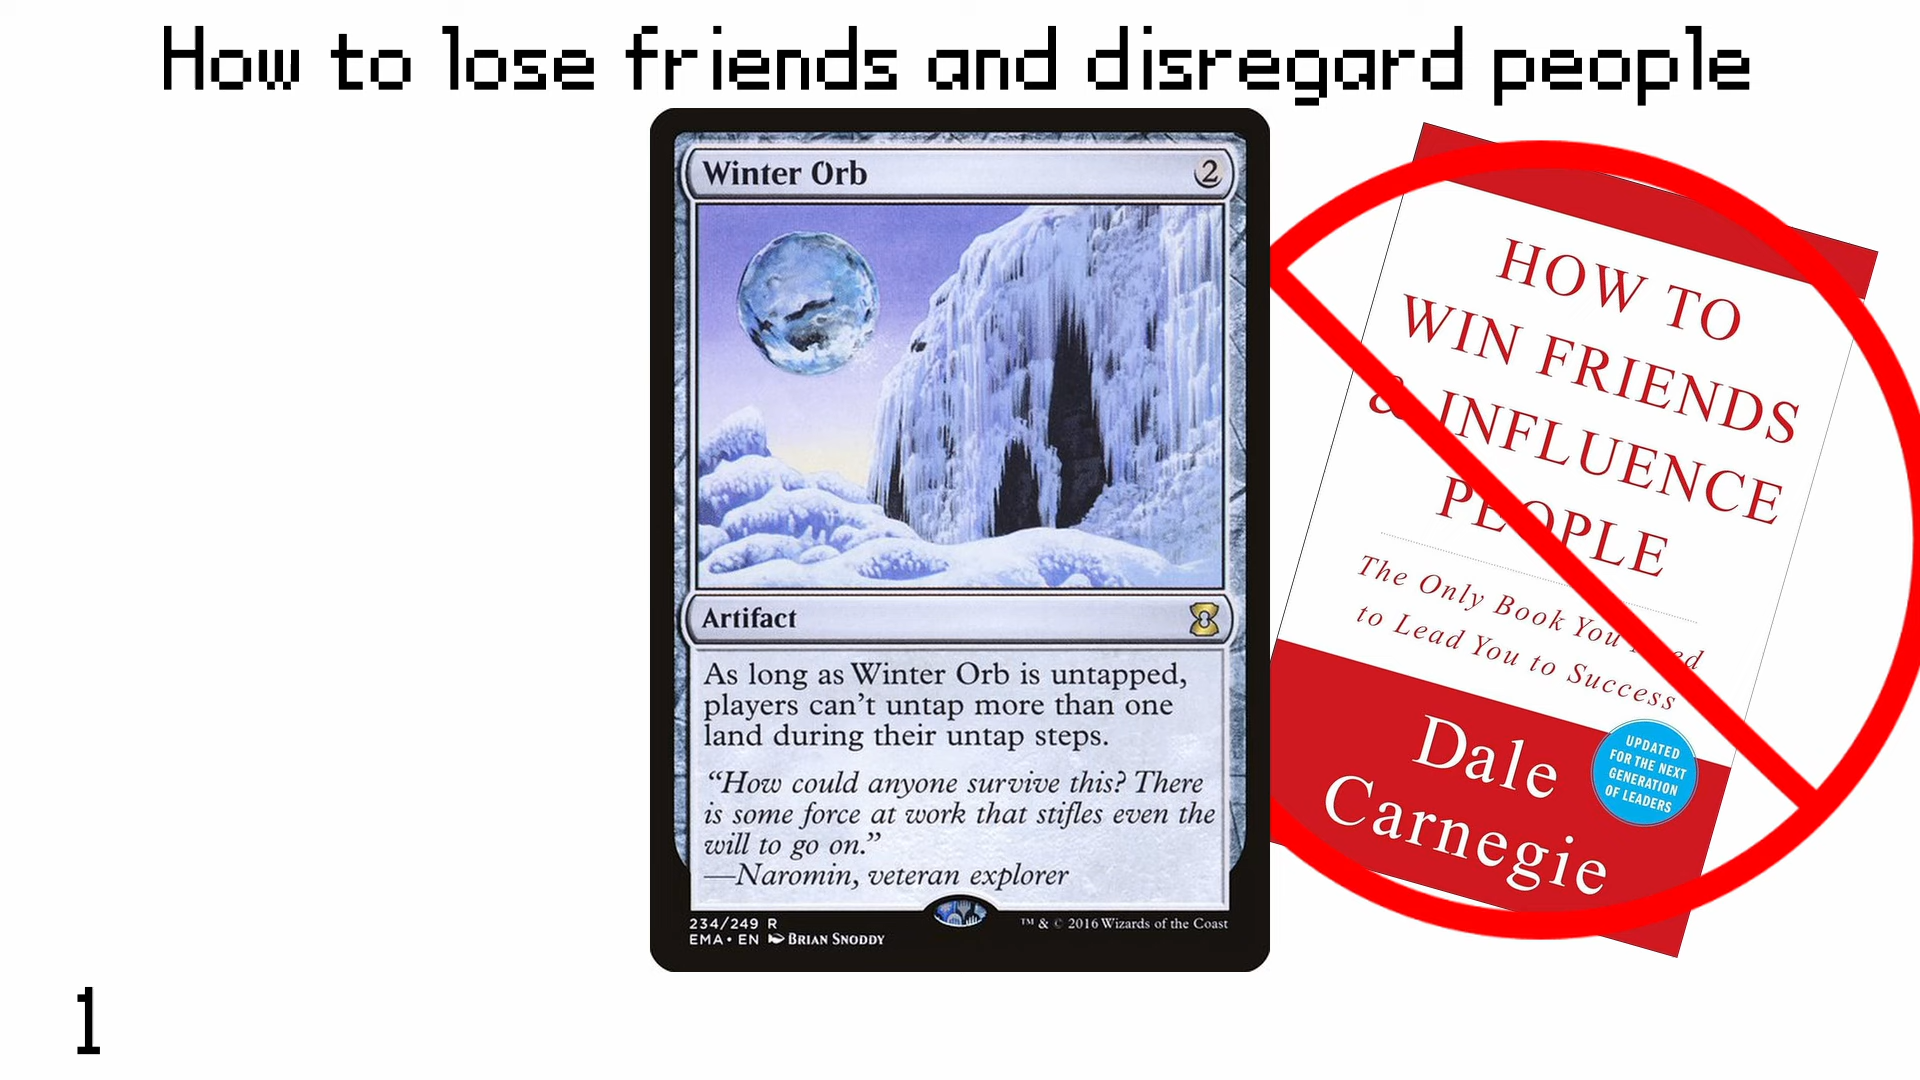 How to lose friends and disregard people
Winter Orb
2
Artifact
As long as Winter Orb is untapped,
players can't untap more than one
land during their untap steps.
“How could anyone survive this? There
is some force at work that stifles even the
will to go on.”
—Naromin, veteran explorer
234/249 R
EMA • EN BRIAN SNODDY
™ & © 2016 Wizards of the Coast
HOW TO
WIN FRIENDS
& INFLUENCE
PEOPLE
The Only Book You
to Lead You to Success
Dale
Carnegie
UPDATED
FOR THE NEXT
GENERATION
OF LEADERS
1